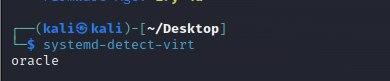 ┌──(kali㉿kali)-[~/Desktop]
└─$ systemd-detect-virt
oracle